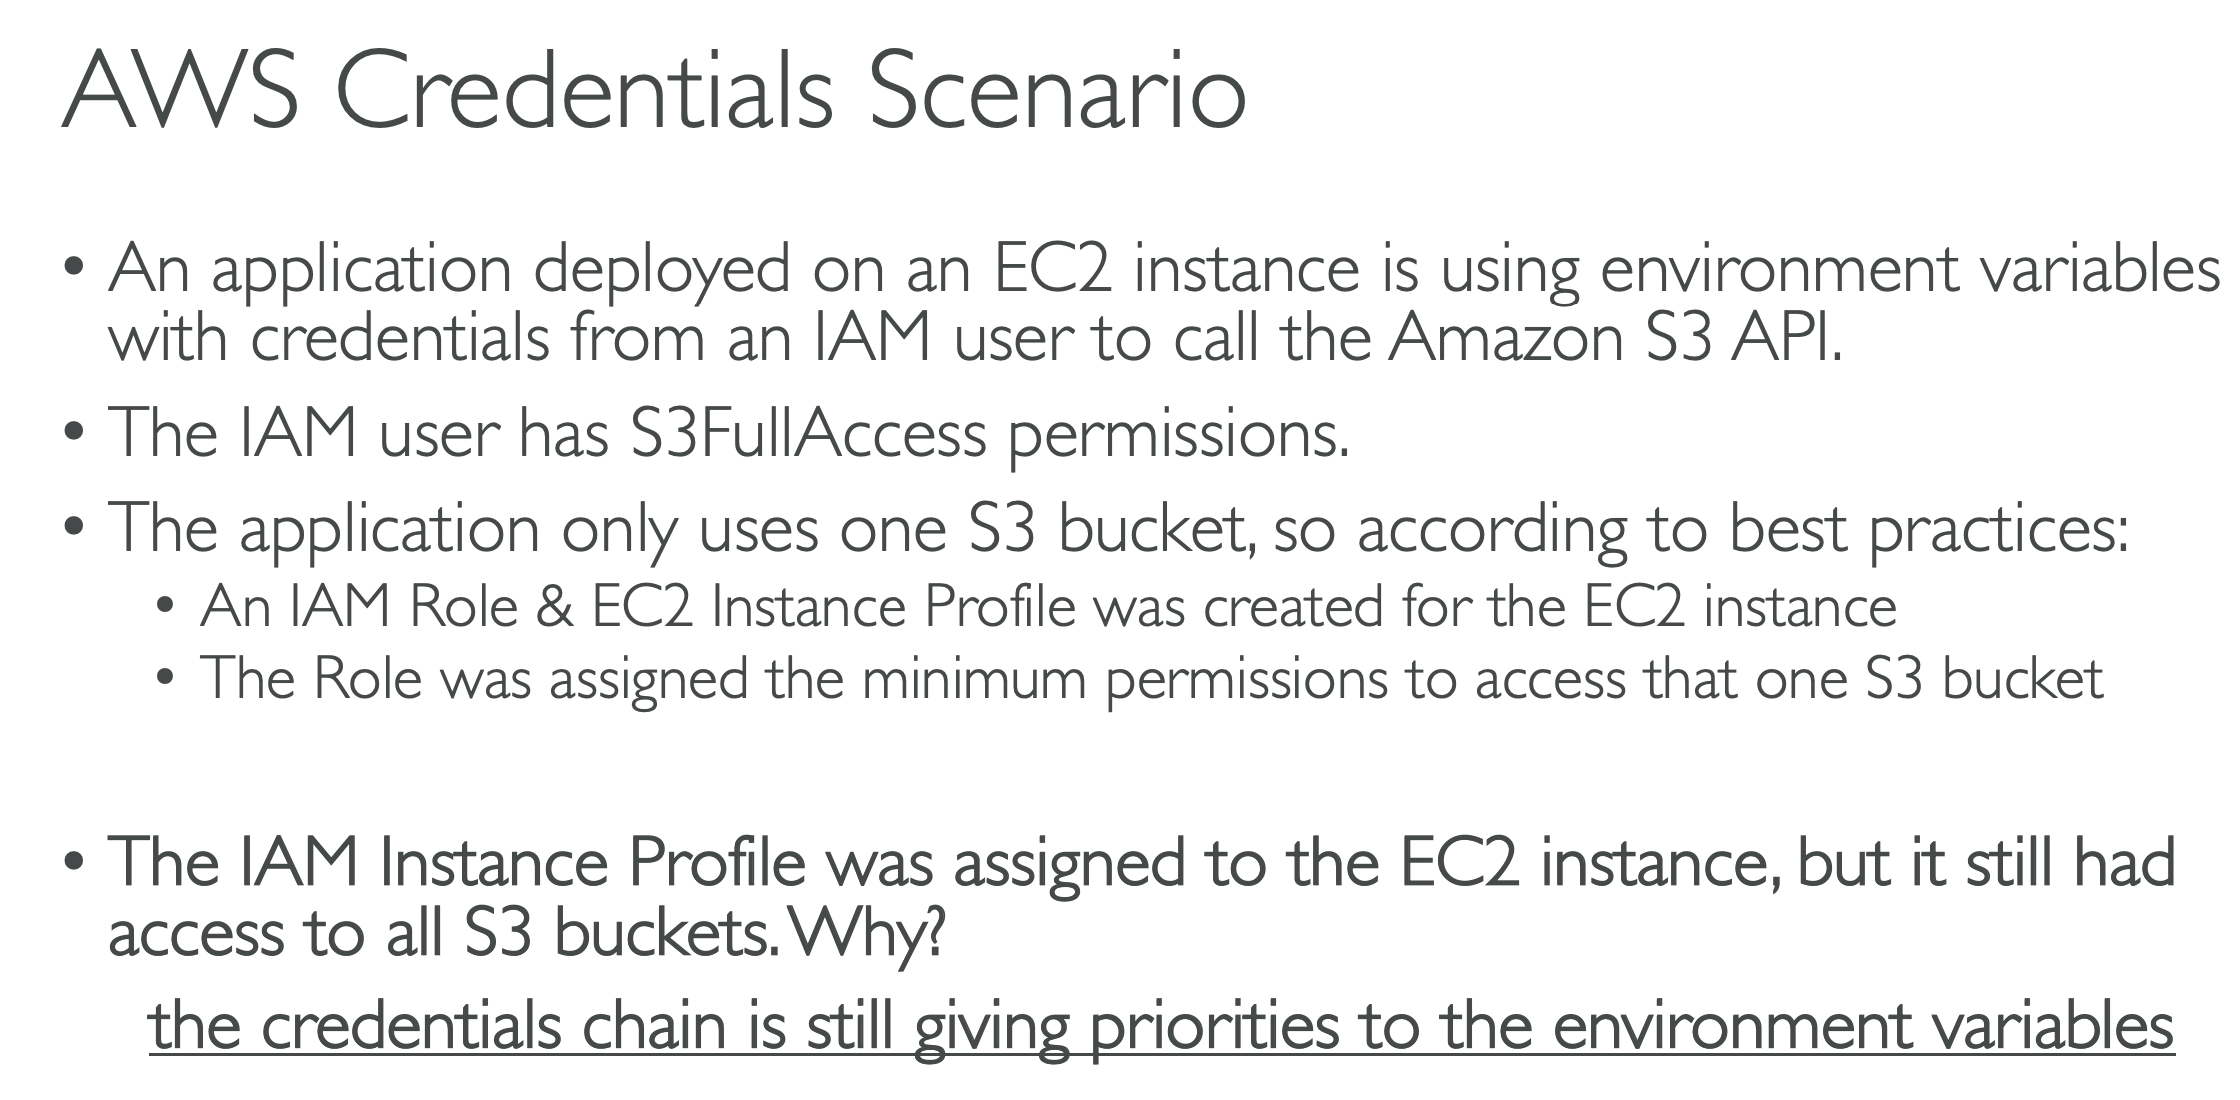 AWS Credentials Scenario
• An application deployed on an EC2 instance is using environment variables
with credentials from an IAM user to call the Amazon S3 API.
• The IAM user has S3FullAccess permissions.
• The application only uses one S3 bucket, so according to best practices:
• An IAM Role & EC2 Instance Profile was created for the EC2 instance
• The Role was assigned the minimum permissions to access that one S3 bucket
• The IAM Instance Profile was assigned to the EC2 instance, but it still had
access to all S3 buckets. Why?
the credentials chain is still giving priorities to the environment variables